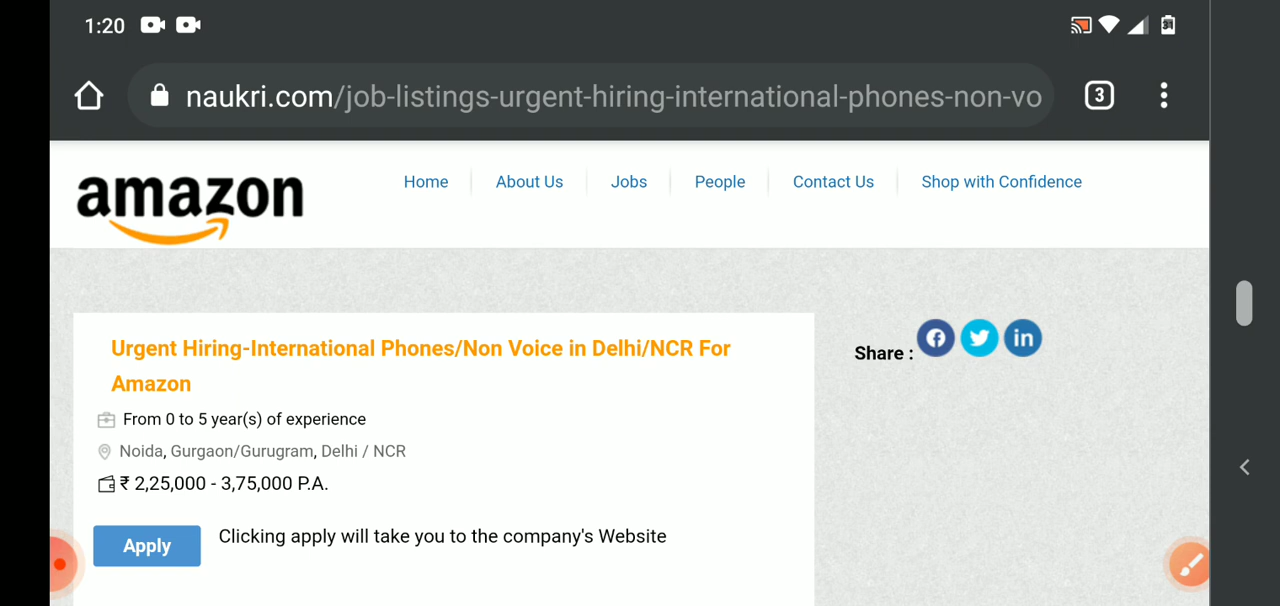 1:20
31
naukri.com/job-listings-urgent-hiring-international-phones-non-vo
3
amazon
Home
About Us
Jobs
People
Contact Us
Shop with Confidence
Urgent Hiring-International Phones/Non Voice in Delhi/NCR For
Amazon
From 0 to 5 year(s) of experience
Noida, Gurgaon/Gurugram, Delhi / NCR
₹ 2,25,000 - 3,75,000 P.A.
Apply
Clicking apply will take you to the company's Website
Share :
in